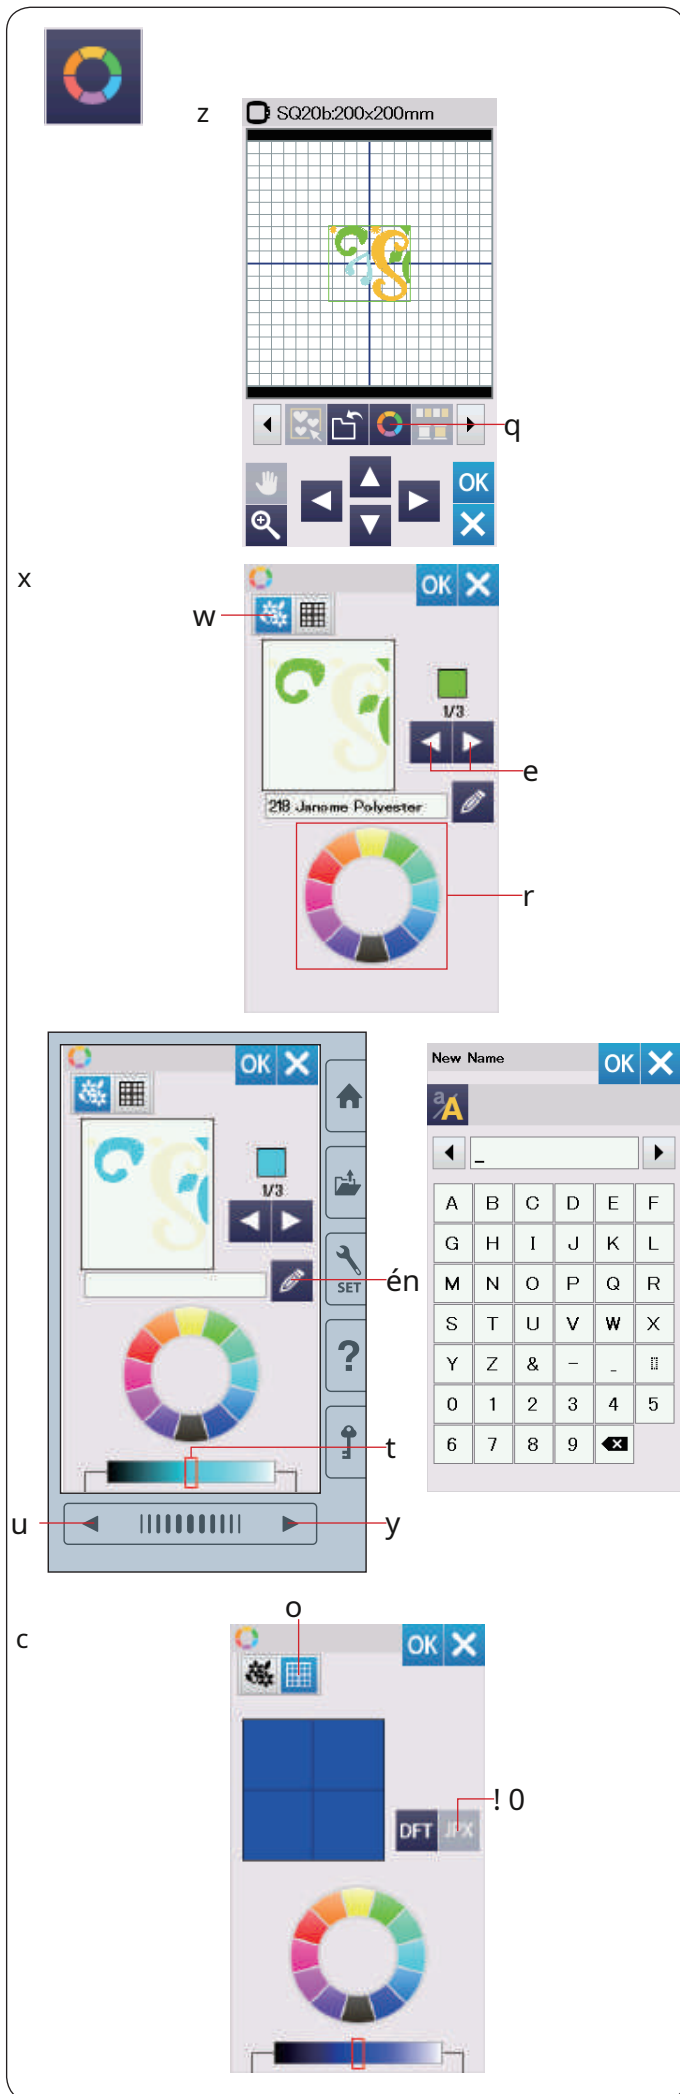 z
SQ20b:200x200mm
q
OK
x
OK
w
1/3
e
218 Janome Polyester
r
OK
1/3
SET
én
?
t
u
y
New Name
OK
a
A
_
A B C D E F
G H I J K L
M N O P Q R
S T U V W X
Y Z & - _
0 1 2 3 4 5
6 7 8 9
c
o
OK
! 0
DFT JPX